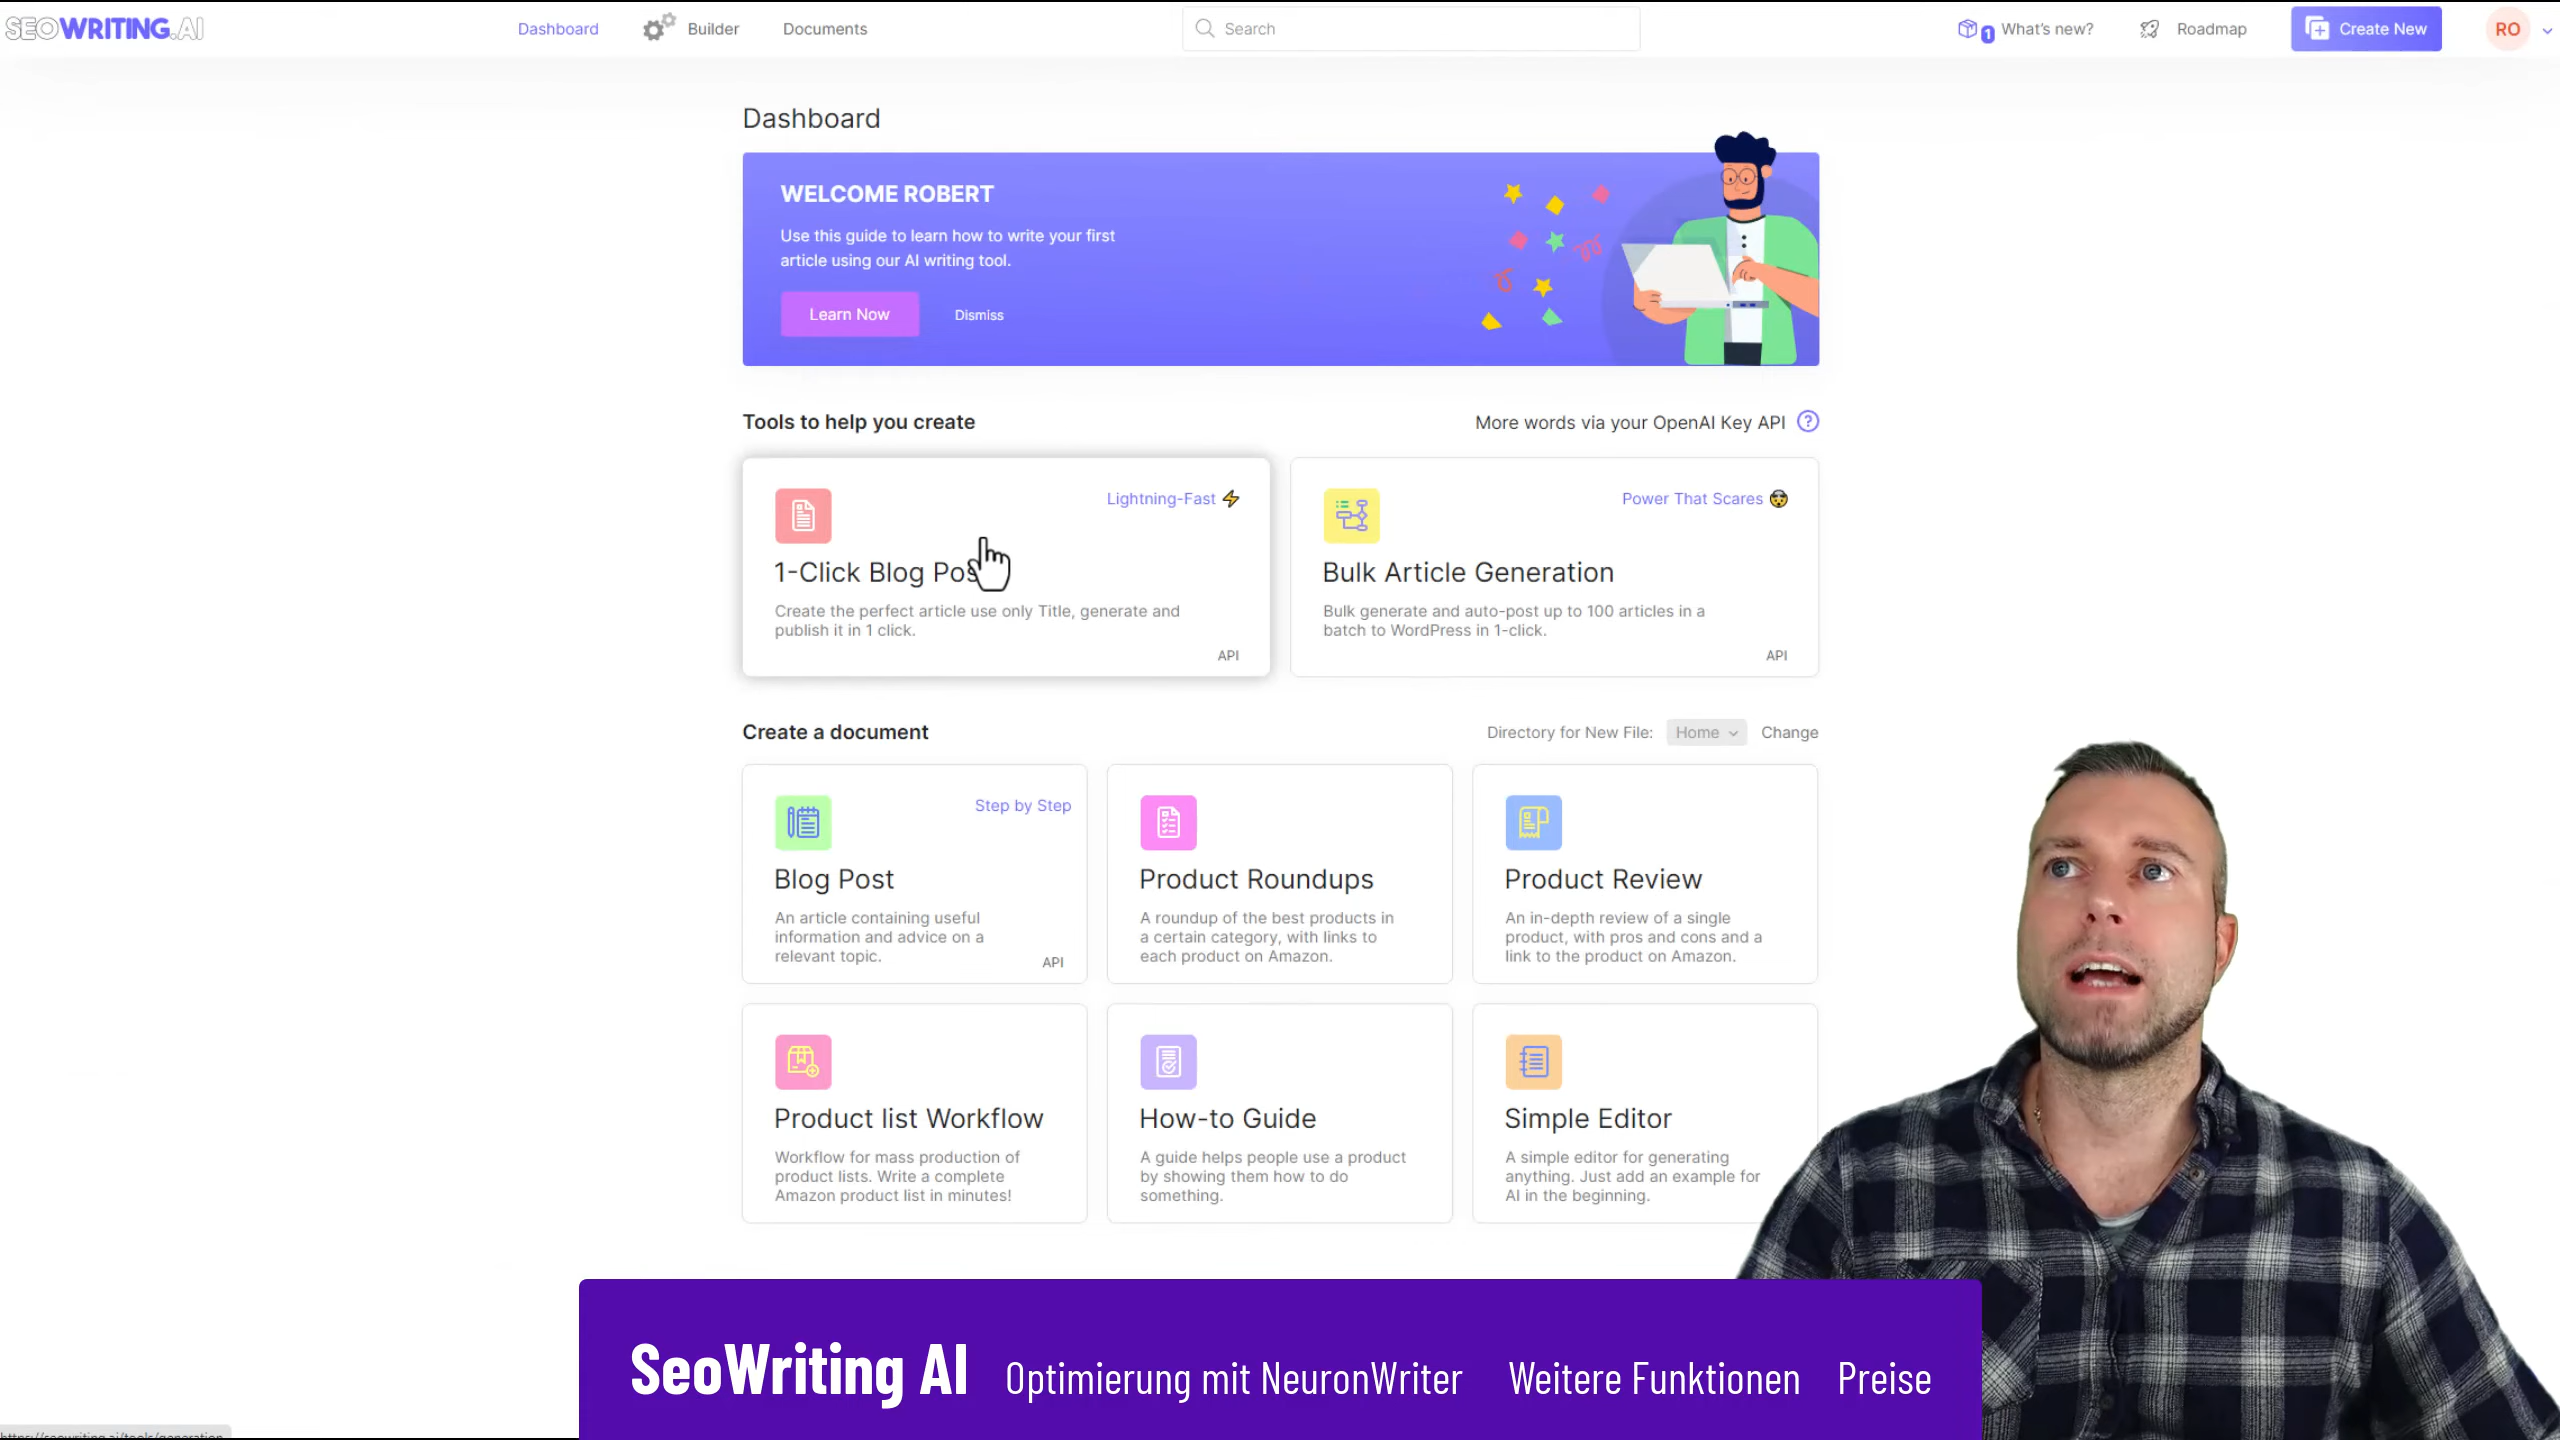 SEOWRITING.AI
Dashboard
Builder
Documents
Search
1
What's new?
Roadmap
Create New
RO
Dashboard
WELCOME ROBERT
Use this guide to learn how to write your first
article using our AI writing tool.
Learn Now
Dismiss
Tools to help you create
More words via your OpenAI Key API
?
Lightning-Fast
1-Click Blog Pos
Create the perfect article use only Title, generate and
publish it in 1 click.
API
Power That Scares
Bulk Article Generation
Bulk generate and auto-post up to 100 articles in a
batch to WordPress in 1-click.
API
Create a document
Directory for New File:
Home
Change
Step by Step
Blog Post
An article containing useful
information and advice on a
relevant topic.
API
Product Roundups
A roundup of the best products in
a certain category, with links to
each product on Amazon.
Product Review
An in-depth review of a single
product, with pros and cons and a
link to the product on Amazon.
Product list Workflow
Workflow for mass production of
product lists. Write a complete
Amazon product list in minutes!
How-to Guide
A guide helps people use a product
by showing them how to do
something.
Simple Editor
A simple editor for generating
anything. Just add an example for
AI in the beginning.
SeoWriting AI
Optimierung mit NeuronWriter
Weitere Funktionen
Preise
https://seowriting.ai/tools/generation